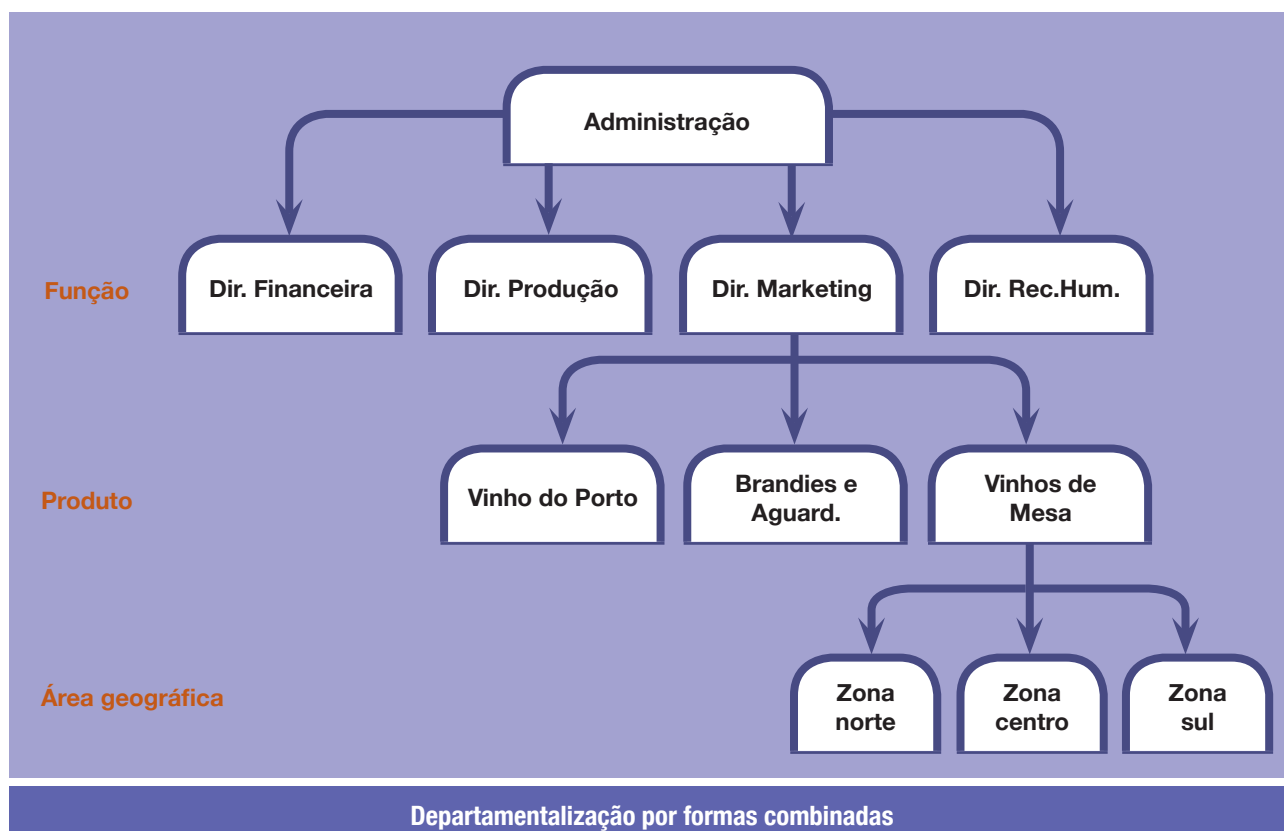 Administração
Função
Dir. Financeira
Dir. Produção
Dir. Marketing
Dir. Rec.Hum.
Produto
Vinho do Porto
Brandies e
Aguard.
Vinhos de
Mesa
Área geográfica
Zona
norte
Zona
centro
Zona
sul
Departamentalização por formas combinadas